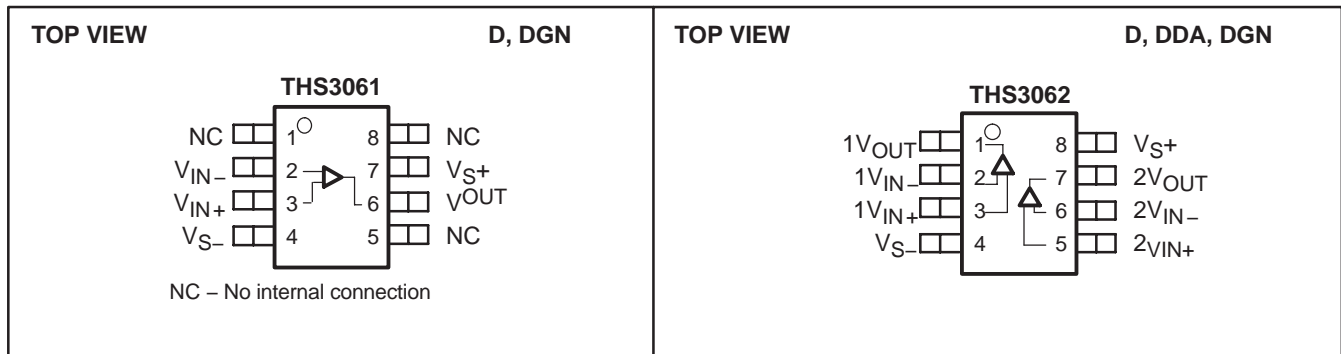 TOP VIEW D, DGN
THS3061
NC 1 8 NC
VIN− 2 7 VS+
VIN+ 3 6 VOUT
VS− 4 5 NC
NC – No internal connection
TOP VIEW D, DDA, DGN
THS3062
1VOUT 1 8 VS+
1VIN− 2 7 2VOUT
1VIN+ 3 6 2VIN−
VS− 4 5 2VIN+